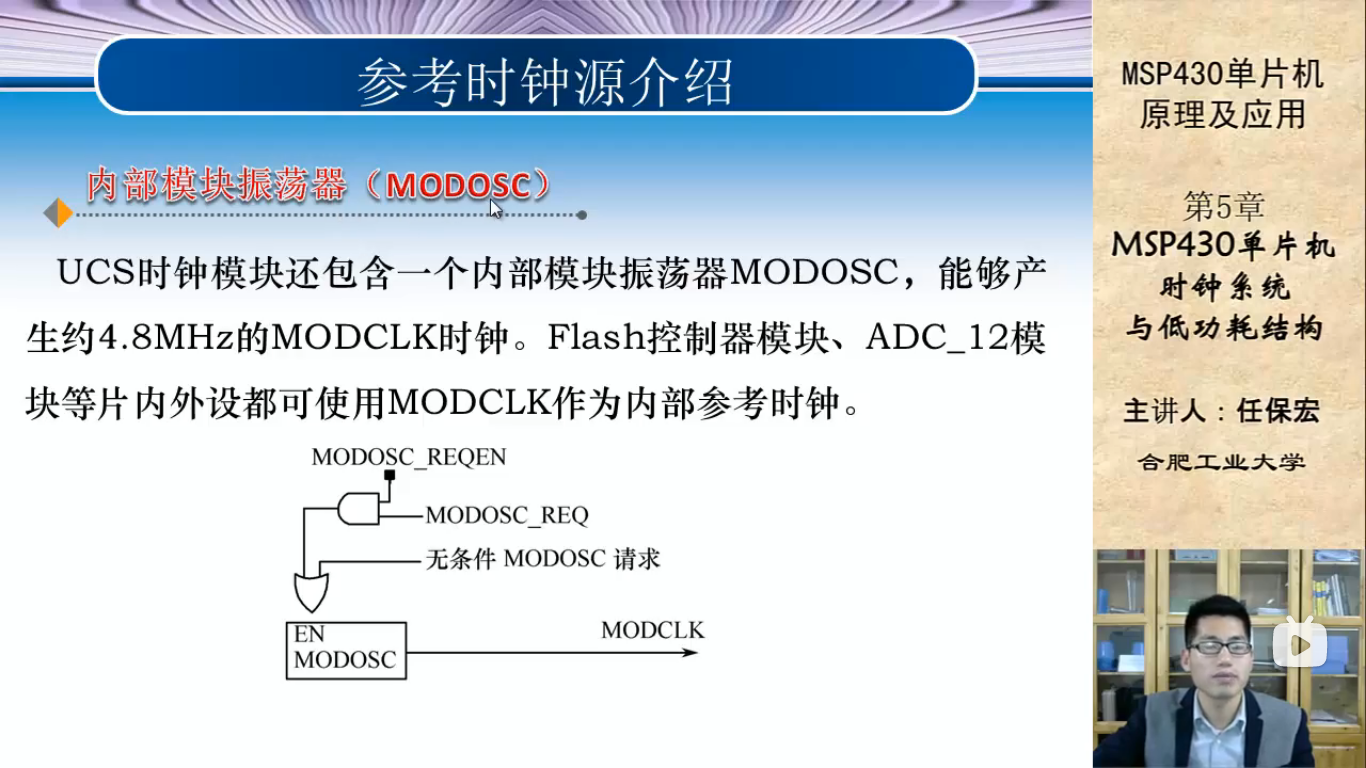 参考时钟源介绍
内部模块振荡器（MODOSC）
UCS时钟模块还包含一个内部模块振荡器MODOSC，能够产
生约4.8MHz的MODCLK时钟。Flash控制器模块、ADC_12模
块等片内外设都可使用MODCLK作为内部参考时钟。
MODOSC_REQEN
MODOSC_REQ
无条件 MODOSC 请求
EN
MODOSC
MODCLK
MSP430单片机
原理及应用
第5章
MSP430单片机
时钟系统
与低功耗结构
主讲人：任保宏
合肥工业大学